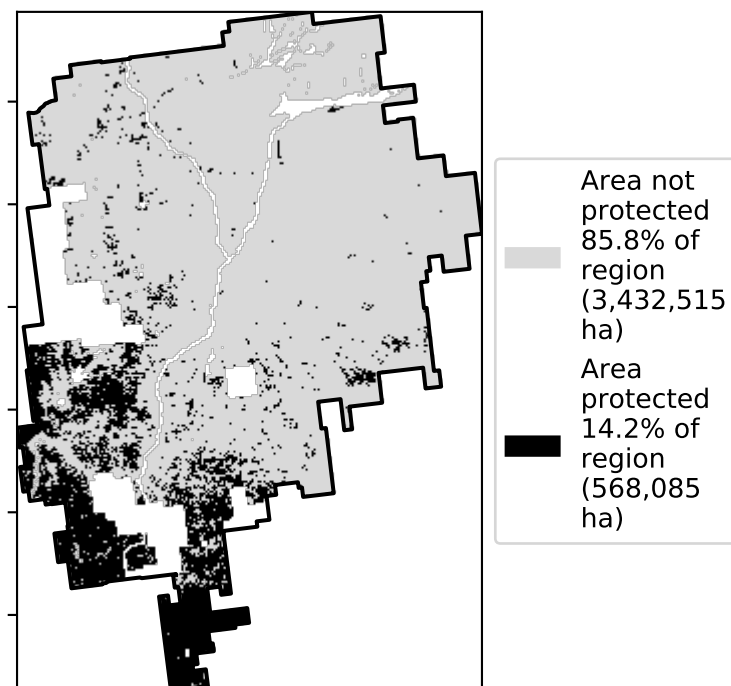 Area not
protected
85.8% of
region
(3,432,515
ha)
Area
protected
14.2% of
region
(568,085
ha)